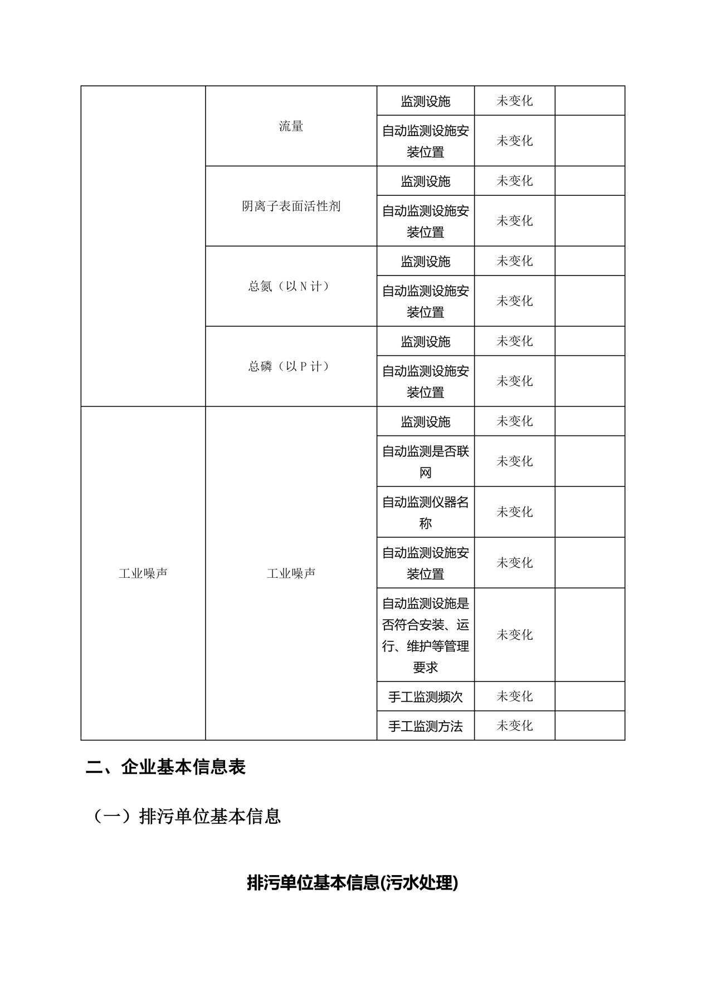 流量
监测设施
未变化
自动监测设施安
装位置
未变化
阴离子表面活性剂
监测设施
未变化
自动监测设施安
装位置
未变化
总氮（以 N 计）
监测设施
未变化
自动监测设施安
装位置
未变化
总磷（以 P 计）
监测设施
未变化
自动监测设施安
装位置
未变化
工业噪声
工业噪声
监测设施
未变化
自动监测是否联
网
未变化
自动监测仪器名
称
未变化
自动监测设施安
装位置
未变化
自动监测设施是
否符合安装、运
行、维护等管理
要求
未变化
手工监测频次
未变化
手工监测方法
未变化
二、企业基本信息表
（一）排污单位基本信息
排污单位基本信息(污水处理)